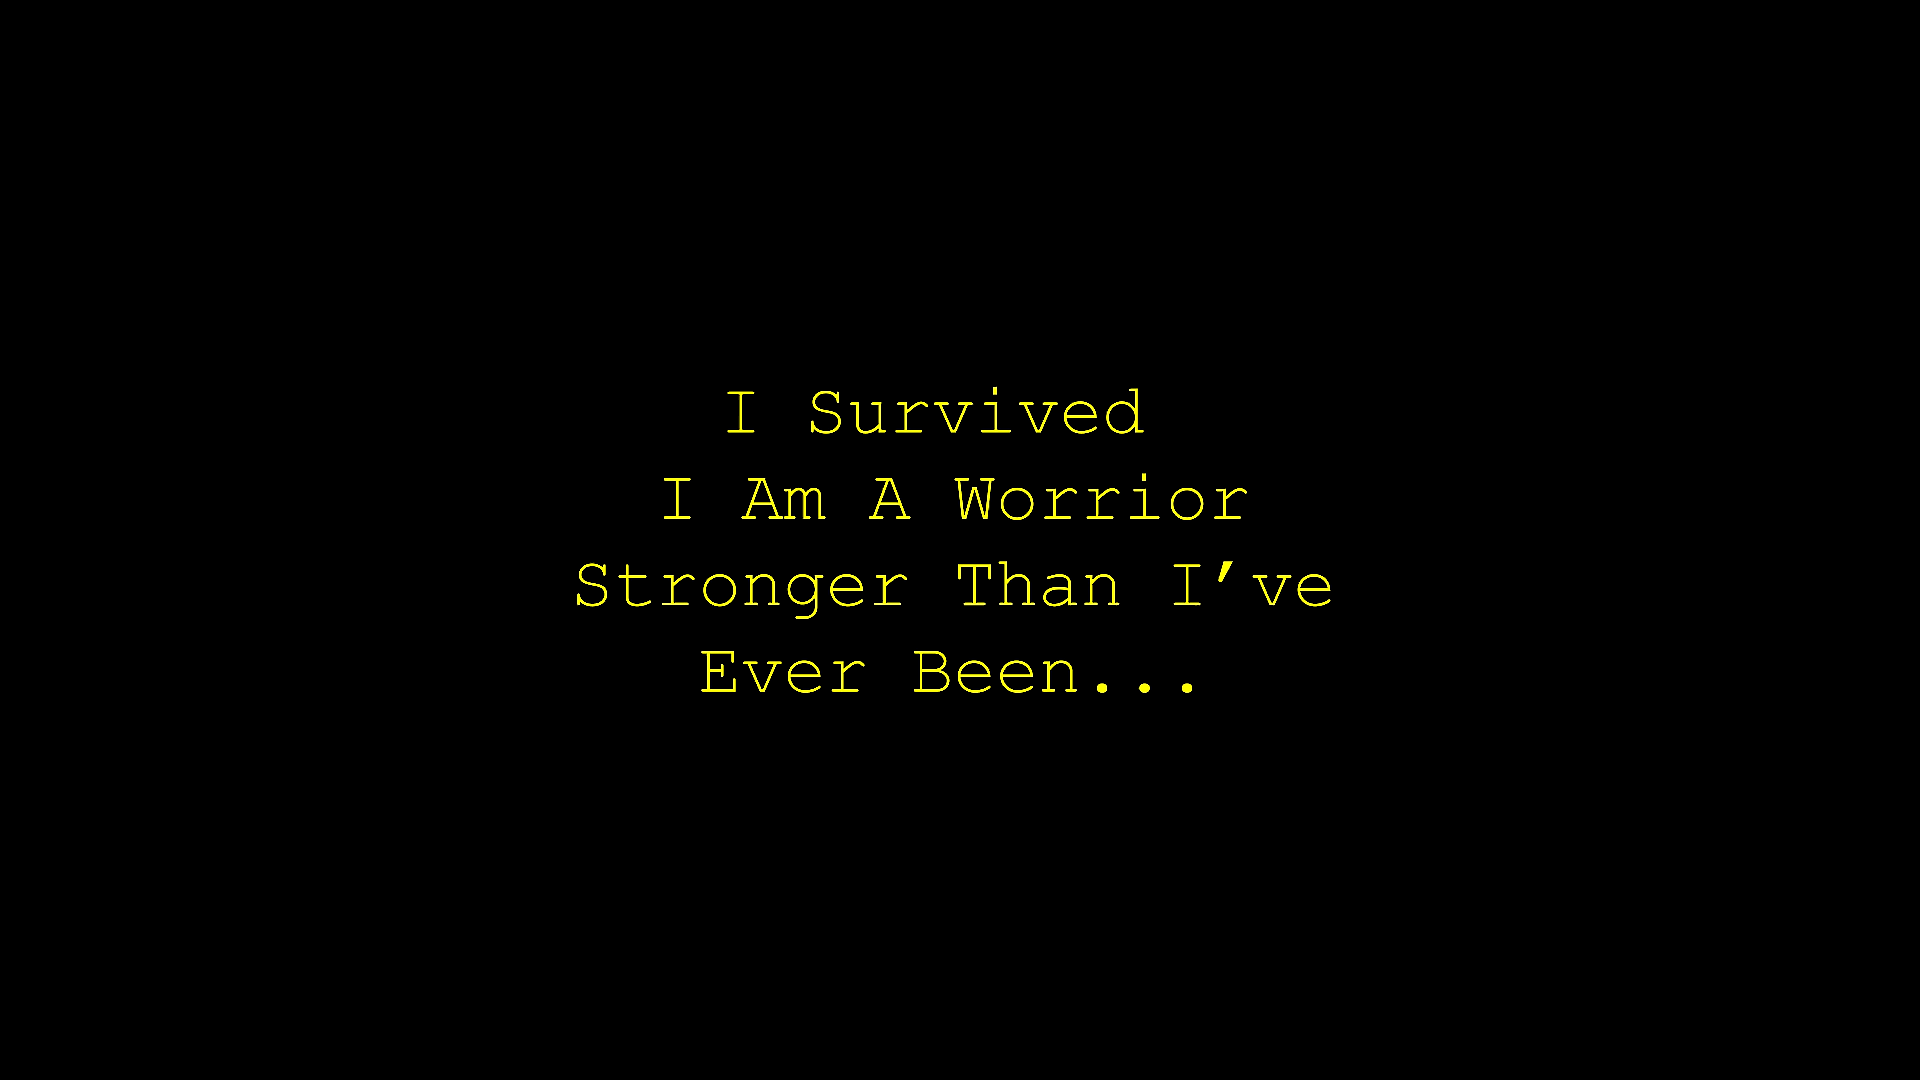 I Survived
I Am A Worrior
Stronger Than I’ve
Ever Been...